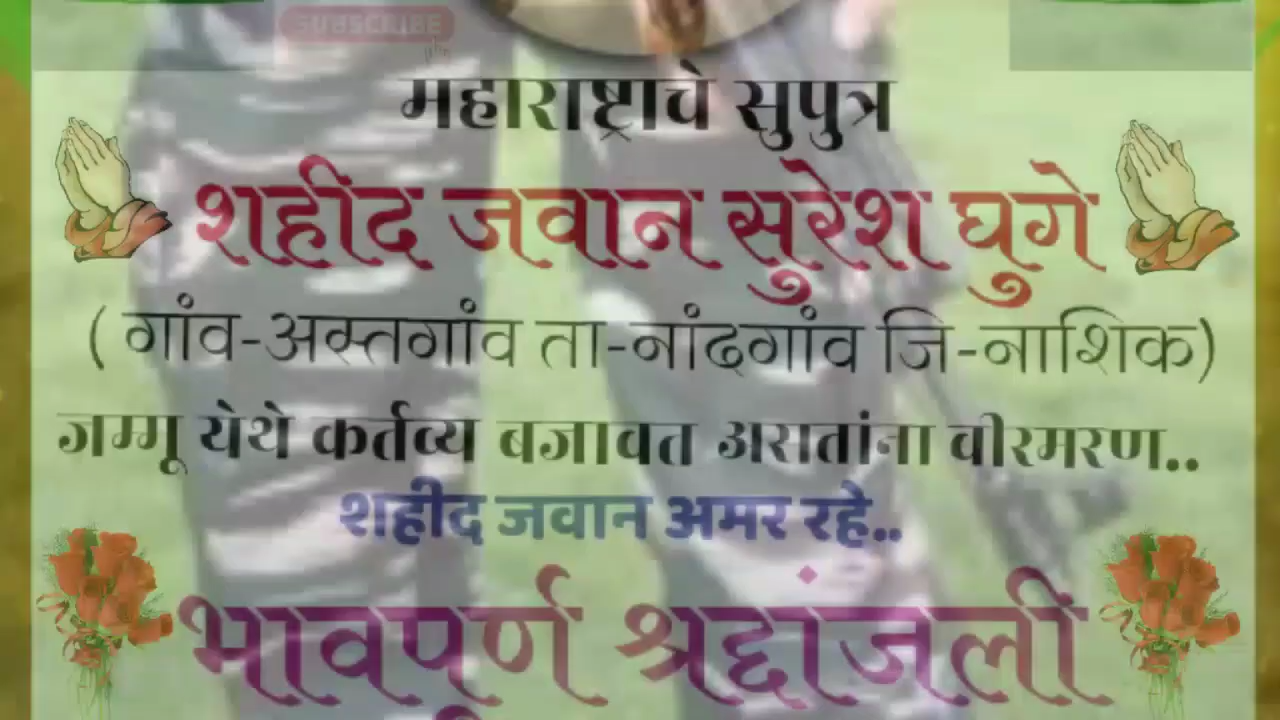 SUBSCRIBE
महाराष्ट्राचे सुपुत्र
शहीद जवान सुरेश घुगे
( गांव-अस्तगांव ता-नांदगांव जि-नाशिक)
जम्मू येथे कर्तव्य बजावत असतांना वीरमरण..
शहीद जवान अमर रहे..
भावपूर्ण श्रद्धांजली